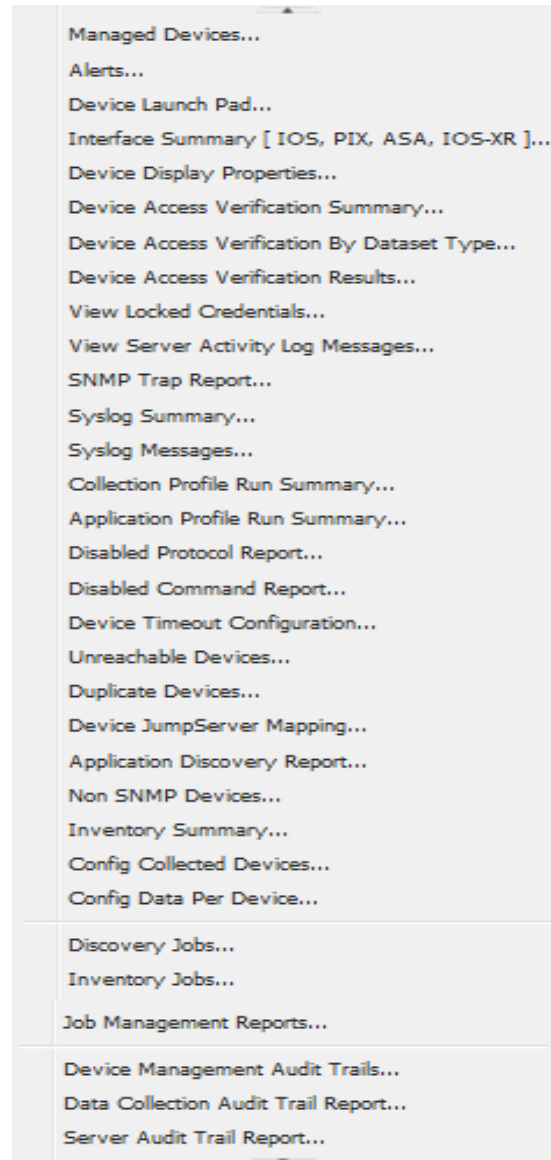 Managed Devices...
Alerts...
Device Launch Pad...
Interface Summary [ IOS, PIX, ASA, IOS-XR ]...
Device Display Properties...
Device Access Verification Summary...
Device Access Verification By Dataset Type...
Device Access Verification Results...
View Locked Credentials...
View Server Activity Log Messages...
SNMP Trap Report...
Syslog Summary...
Syslog Messages...
Collection Profile Run Summary...
Application Profile Run Summary...
Disabled Protocol Report...
Disabled Command Report...
Device Timeout Configuration...
Unreachable Devices...
Duplicate Devices...
Device JumpServer Mapping...
Application Discovery Report...
Non SNMP Devices...
Inventory Summary...
Config Collected Devices...
Config Data Per Device...
Discovery Jobs...
Inventory Jobs...
Job Management Reports...
Device Management Audit Trails...
Data Collection Audit Trail Report...
Server Audit Trail Report...